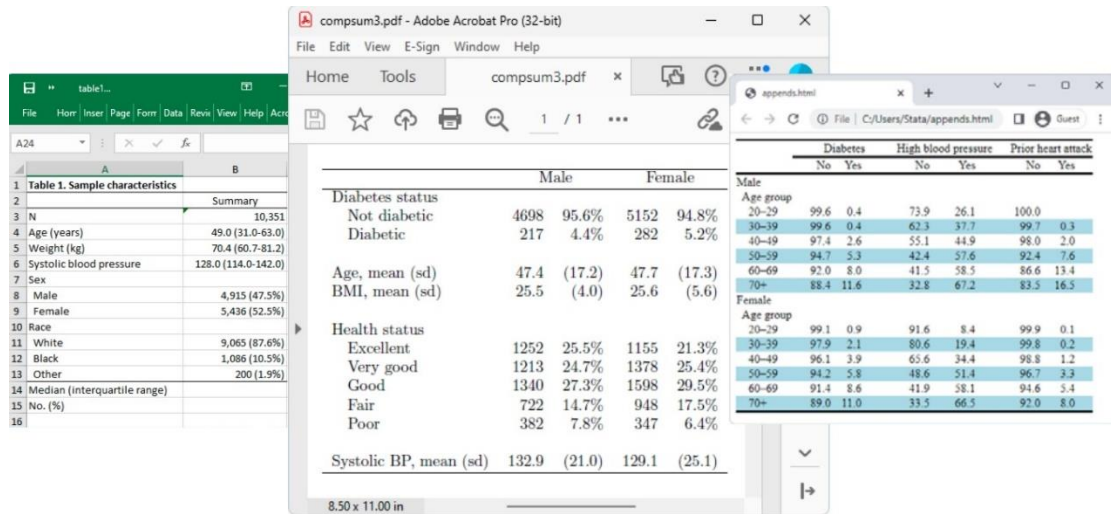 table1...
File Horr Inser Page Forr Data Revi View Help Acro
A24 fx
A B
1 Table 1. Sample characteristics
2 Summary
3 N 10,351
4 Age (years) 49.0 (31.0-63.0)
5 Weight (kg) 70.4 (60.7-81.2)
6 Systolic blood pressure 128.0 (114.0-142.0)
7 Sex
8 Male 4,915 (47.5%)
9 Female 5,436 (52.5%)
10 Race
11 White 9,065 (87.6%)
12 Black 1,086 (10.5%)
13 Other 200 (1.9%)
14 Median (interquartile range)
15 No. (%)
16
compsum3.pdf - Adobe Acrobat Pro (32-bit)
File Edit View E-Sign Window Help
Home Tools compsum3.pdf ×
1 / 1
Male Female
Diabetes status
Not diabetic 4698 95.6% 5152 94.8%
Diabetic 217 4.4% 282 5.2%
Age, mean (sd) 47.4 (17.2) 47.7 (17.3)
BMI, mean (sd) 25.5 (4.0) 25.6 (5.6)
Health status
Excellent 1252 25.5% 1155 21.3%
Very good 1213 24.7% 1378 25.4%
Good 1340 27.3% 1598 29.5%
Fair 722 14.7% 948 17.5%
Poor 382 7.8% 347 6.4%
Systolic BP, mean (sd) 132.9 (21.0) 129.1 (25.1)
8.50 x 11.00 in
appends.html
File C:/Users/Stata/appends.html Guest
Diabetes High blood pressure Prior heart attack
No Yes No Yes No Yes
Male
Age group
20–29 99.6 0.4 73.9 26.1 100.0
30–39 99.6 0.4 62.3 37.7 99.7 0.3
40–49 97.4 2.6 55.1 44.9 98.0 2.0
50–59 94.7 5.3 42.4 57.6 92.4 7.6
60–69 92.0 8.0 41.5 58.5 86.6 13.4
70+ 88.4 11.6 32.8 67.2 83.5 16.5
Female
Age group
20–29 99.1 0.9 91.6 8.4 99.9 0.1
30–39 97.9 2.1 80.6 19.4 99.8 0.2
40–49 96.1 3.9 65.6 34.4 98.8 1.2
50–59 94.2 5.8 48.6 51.4 96.7 3.3
60–69 91.4 8.6 41.9 58.1 94.6 5.4
70+ 89.0 11.0 33.5 66.5 92.0 8.0